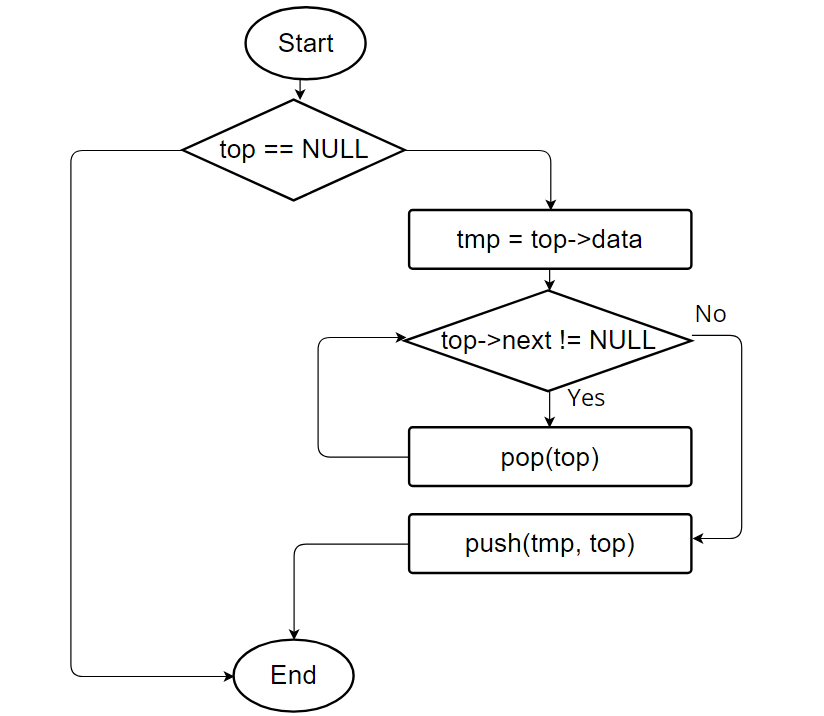 Start
top == NULL
tmp = top->data
top->next != NULL
No
Yes
pop(top)
push(tmp, top)
End